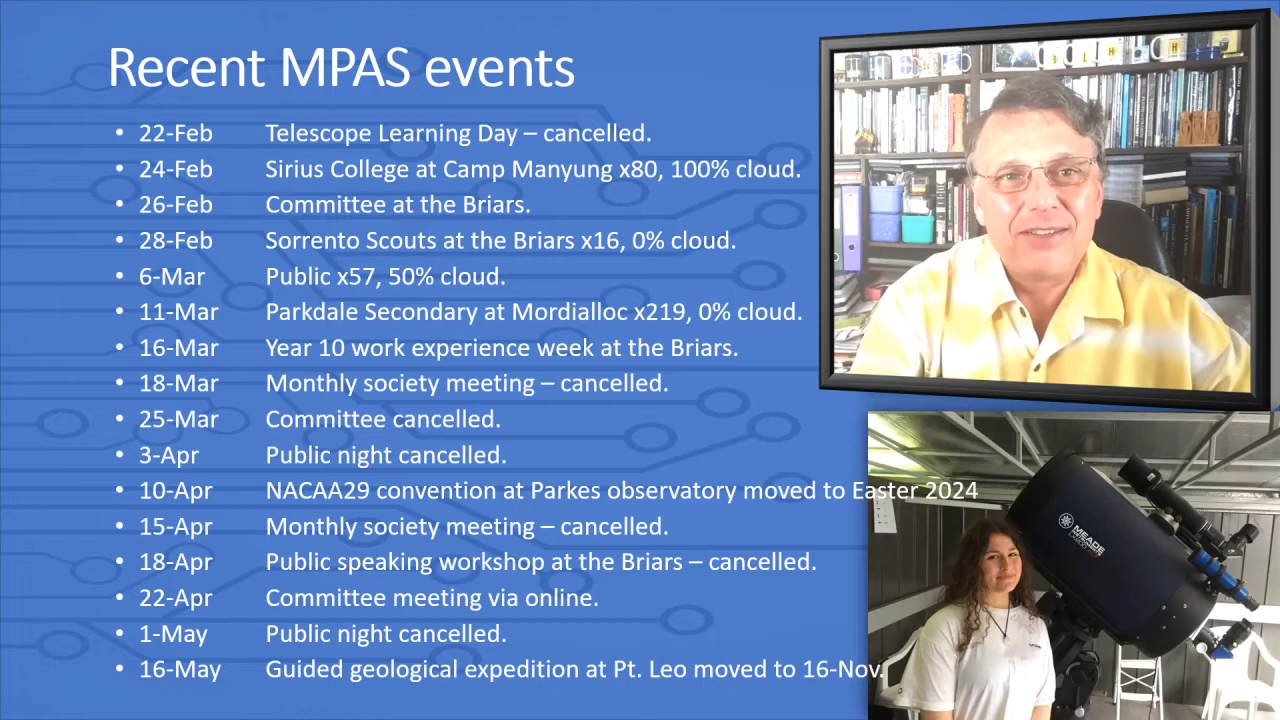 Recent MPAS events
• 22-Feb Telescope Learning Day – cancelled.
• 24-Feb Sirius College at Camp Manyung x80, 100% cloud.
• 26-Feb Committee at the Briars.
• 28-Feb Sorrento Scouts at the Briars x16, 0% cloud.
• 6-Mar Public x57, 50% cloud.
• 11-Mar Parkdale Secondary at Mordialloc x219, 0% cloud.
• 16-Mar Year 10 work experience week at the Briars.
• 18-Mar Monthly society meeting – cancelled.
• 25-Mar Committee cancelled.
• 3-Apr Public night cancelled.
• 10-Apr NACAA29 convention at Parkes observatory moved to Easter 2024
• 15-Apr Monthly society meeting – cancelled.
• 18-Apr Public speaking workshop at the Briars – cancelled.
• 22-Apr Committee meeting via online.
• 1-May Public night cancelled.
• 16-May Guided geological expedition at Pt. Leo moved to 16-Nov.
MEADE